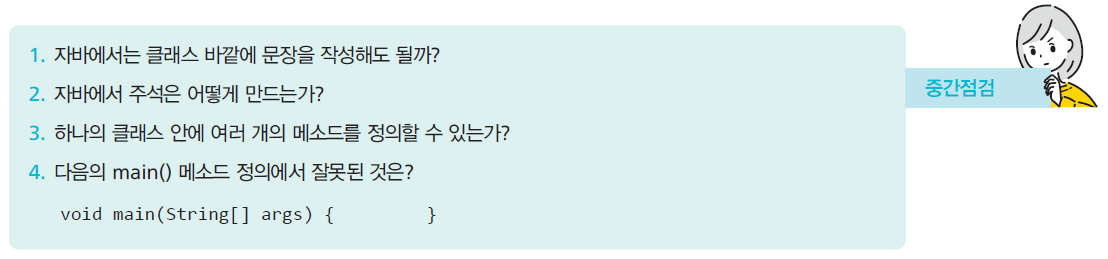 1. 자바에서는 클래스 바깥에 문장을 작성해도 될까?
2. 자바에서 주석은 어떻게 만드는가?
중간점검
3. 하나의 클래스 안에 여러 개의 메소드를 정의할 수 있는가?
4. 다음의 main() 메소드 정의에서 잘못된 것은?
void main(String[] args) { }